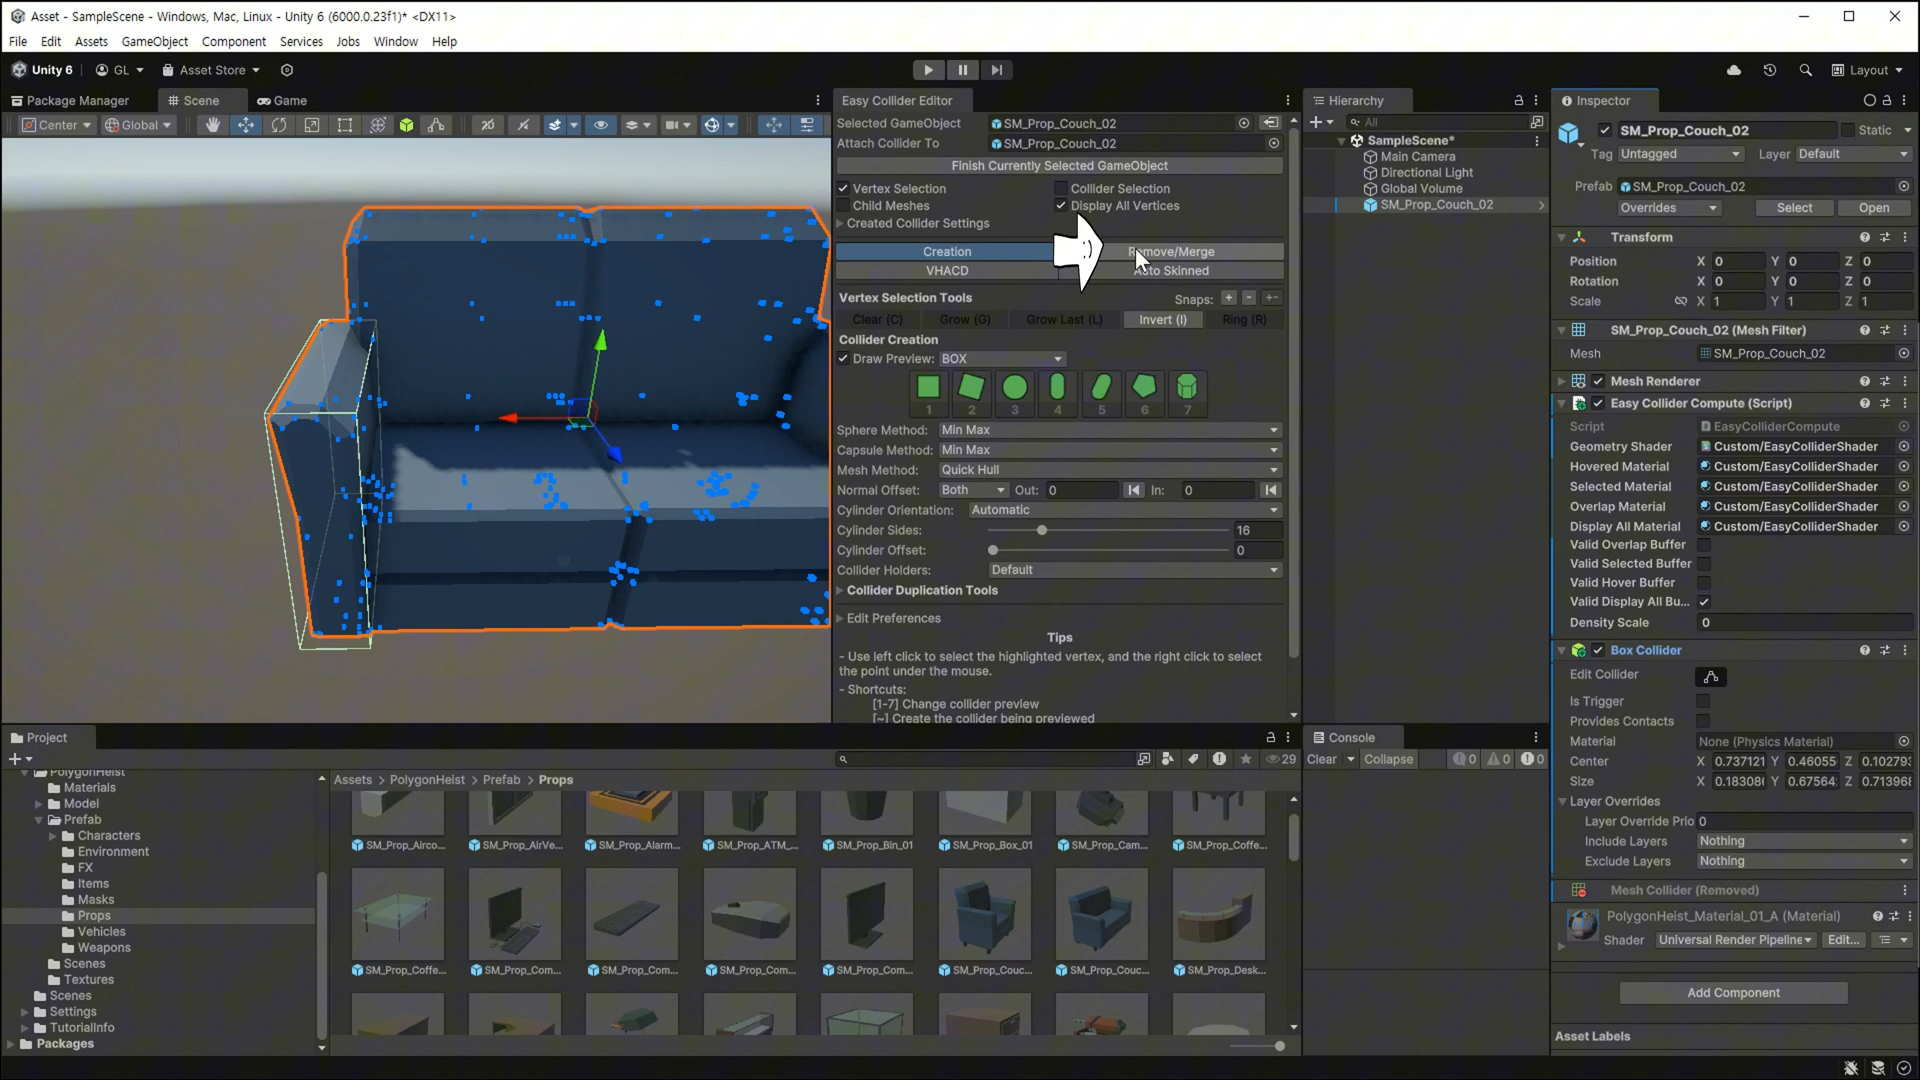 Asset - SampleScene - Windows, Mac, Linux - Unity 6 (6000.0.23f1)* <DX11>
File Edit Assets GameObject Component Services Jobs Window Help
Unity 6 GL Asset Store Layout
Package Manager Scene Game
Center Global
Easy Collider Editor
Selected GameObject SM_Prop_Couch_02
Attach Collider To SM_Prop_Couch_02
Finish Currently Selected GameObject
Vertex Selection Collider Selection
Child Meshes Display All Vertices
Created Collider Settings
Creation Remove/Merge
VHACD Auto Skinned
Vertex Selection Tools Snaps: + - +-
Clear (C) Grow (G) Grow Last (L) Invert (I) Ring (R)
Collider Creation
Draw Preview: BOX
1 2 3 4 5 6 7
Sphere Method: Min Max
Capsule Method: Min Max
Mesh Method: Quick Hull
Normal Offset: Both Out: 0 In: 0
Cylinder Orientation: Automatic
Cylinder Sides: 16
Cylinder Offset: 0
Collider Holders: Default
Collider Duplication Tools
Edit Preferences
Tips
- Use left click to select the highlighted vertex, and the right click to select
the point under the mouse.
- Shortcuts:
[1-7] Change collider preview
[~] Create the collider being previewed
Hierarchy
All
SampleScene*
Main Camera
Directional Light
Global Volume
SM_Prop_Couch_02
Inspector
SM_Prop_Couch_02 Static
Tag Untagged Layer Default
Prefab SM_Prop_Couch_02
Overrides Select Open
Transform
Position X 0 Y 0 Z 0
Rotation X 0 Y 0 Z 0
Scale X 1 Y 1 Z 1
SM_Prop_Couch_02 (Mesh Filter)
Mesh SM_Prop_Couch_02
Mesh Renderer
Easy Collider Compute (Script)
Script EasyColliderCompute
Geometry Shader Custom/EasyColliderShader
Hovered Material Custom/EasyColliderShader
Selected Material Custom/EasyColliderShader
Overlap Material Custom/EasyColliderShader
Display All Material Custom/EasyColliderShader
Valid Overlap Buffer
Valid Selected Buffer
Valid Hover Buffer
Valid Display All Bu...
Density Scale 0
Box Collider
Edit Collider
Is Trigger
Provides Contacts
Material None (Physics Material)
Center X 0.737121 Y 0.46055 Z 0.102793
Size X 0.18308 Y 0.67564 Z 0.713968
Layer Overrides
Layer Override Prio 0
Include Layers Nothing
Exclude Layers Nothing
Mesh Collider (Removed)
PolygonHeist_Material_01_A (Material)
Shader Universal Render Pipeline Edit...
Add Component
Asset Labels
Project
29
PolygonHeist
Materials
Model
Prefab
Characters
Environment
FX
Items
Masks
Props
Vehicles
Weapons
Scenes
Textures
Scenes
Settings
TutorialInfo
Packages
Assets > PolygonHeist > Prefab > Props
SM_Prop_Airco... SM_Prop_AirVe... SM_Prop_Alarm... SM_Prop_ATM_... SM_Prop_Bin_01 SM_Prop_Box_01 SM_Prop_Cam... SM_Prop_Coffe...
SM_Prop_Coffe... SM_Prop_Com... SM_Prop_Com... SM_Prop_Com... SM_Prop_Com... SM_Prop_Couc... SM_Prop_Couc... SM_Prop_Desk...
Console
Clear Collapse 0 0 0